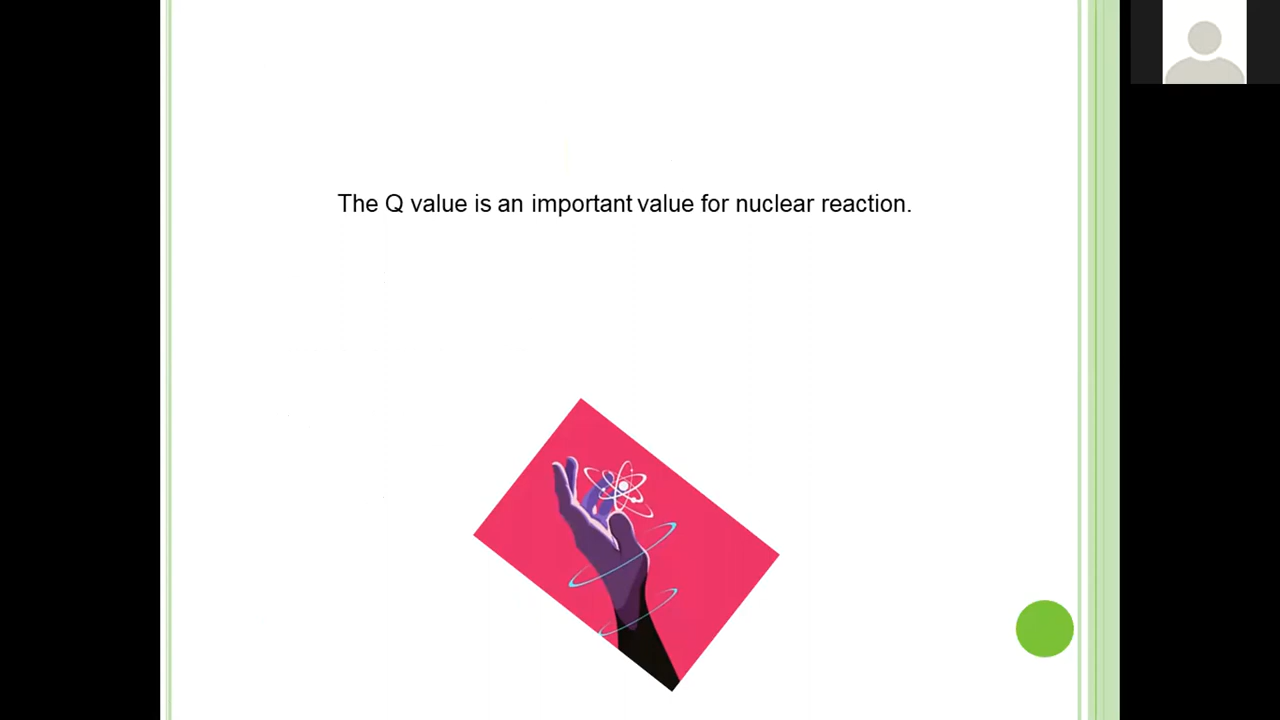 The Q value is an important value for nuclear reaction.